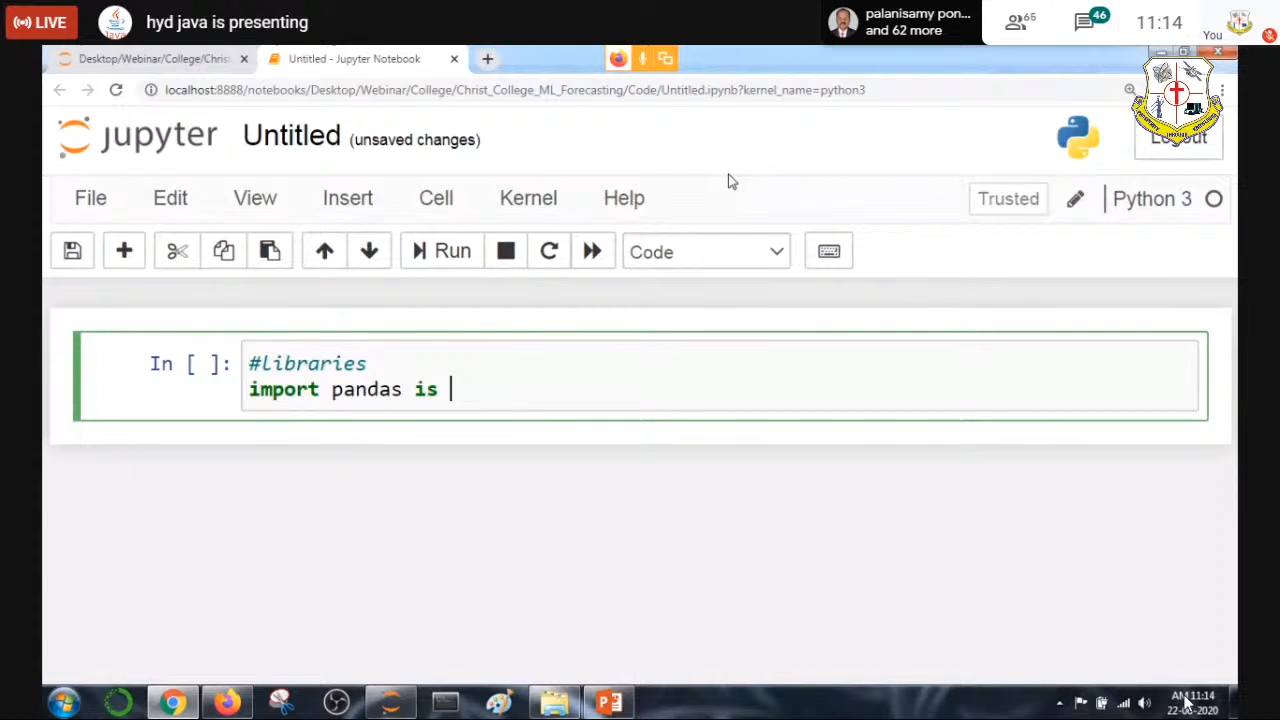 LIVE
hyd java is presenting
palanisamy pon...
and 62 more
65
46
11:14
You
Desktop/Webinar/College/Christ
Untitled - Jupyter Notebook
localhost:8888/notebooks/Desktop/Webinar/College/Christ_College_ML_Forecasting/Code/Untitled.ipynb?kernel_name=python3
jupyter
Untitled
(unsaved changes)
Logout
File
Edit
View
Insert
Cell
Kernel
Help
Trusted
Python 3
Run
Code
In [ ]:
#libraries
import pandas is
AM 11:14